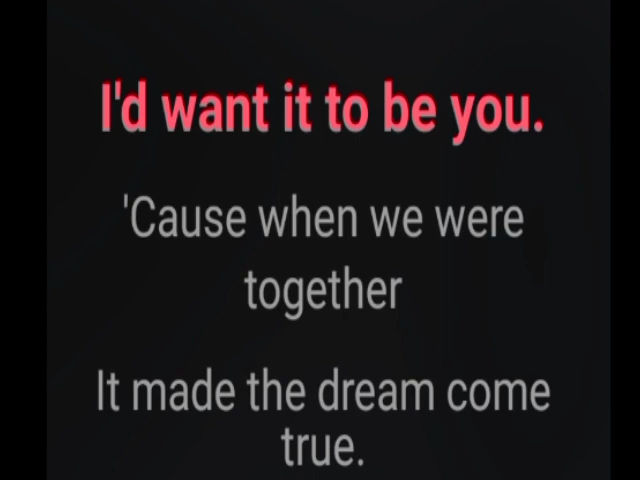 I'd want it to be you.
'Cause when we were
together
It made the dream come
true.